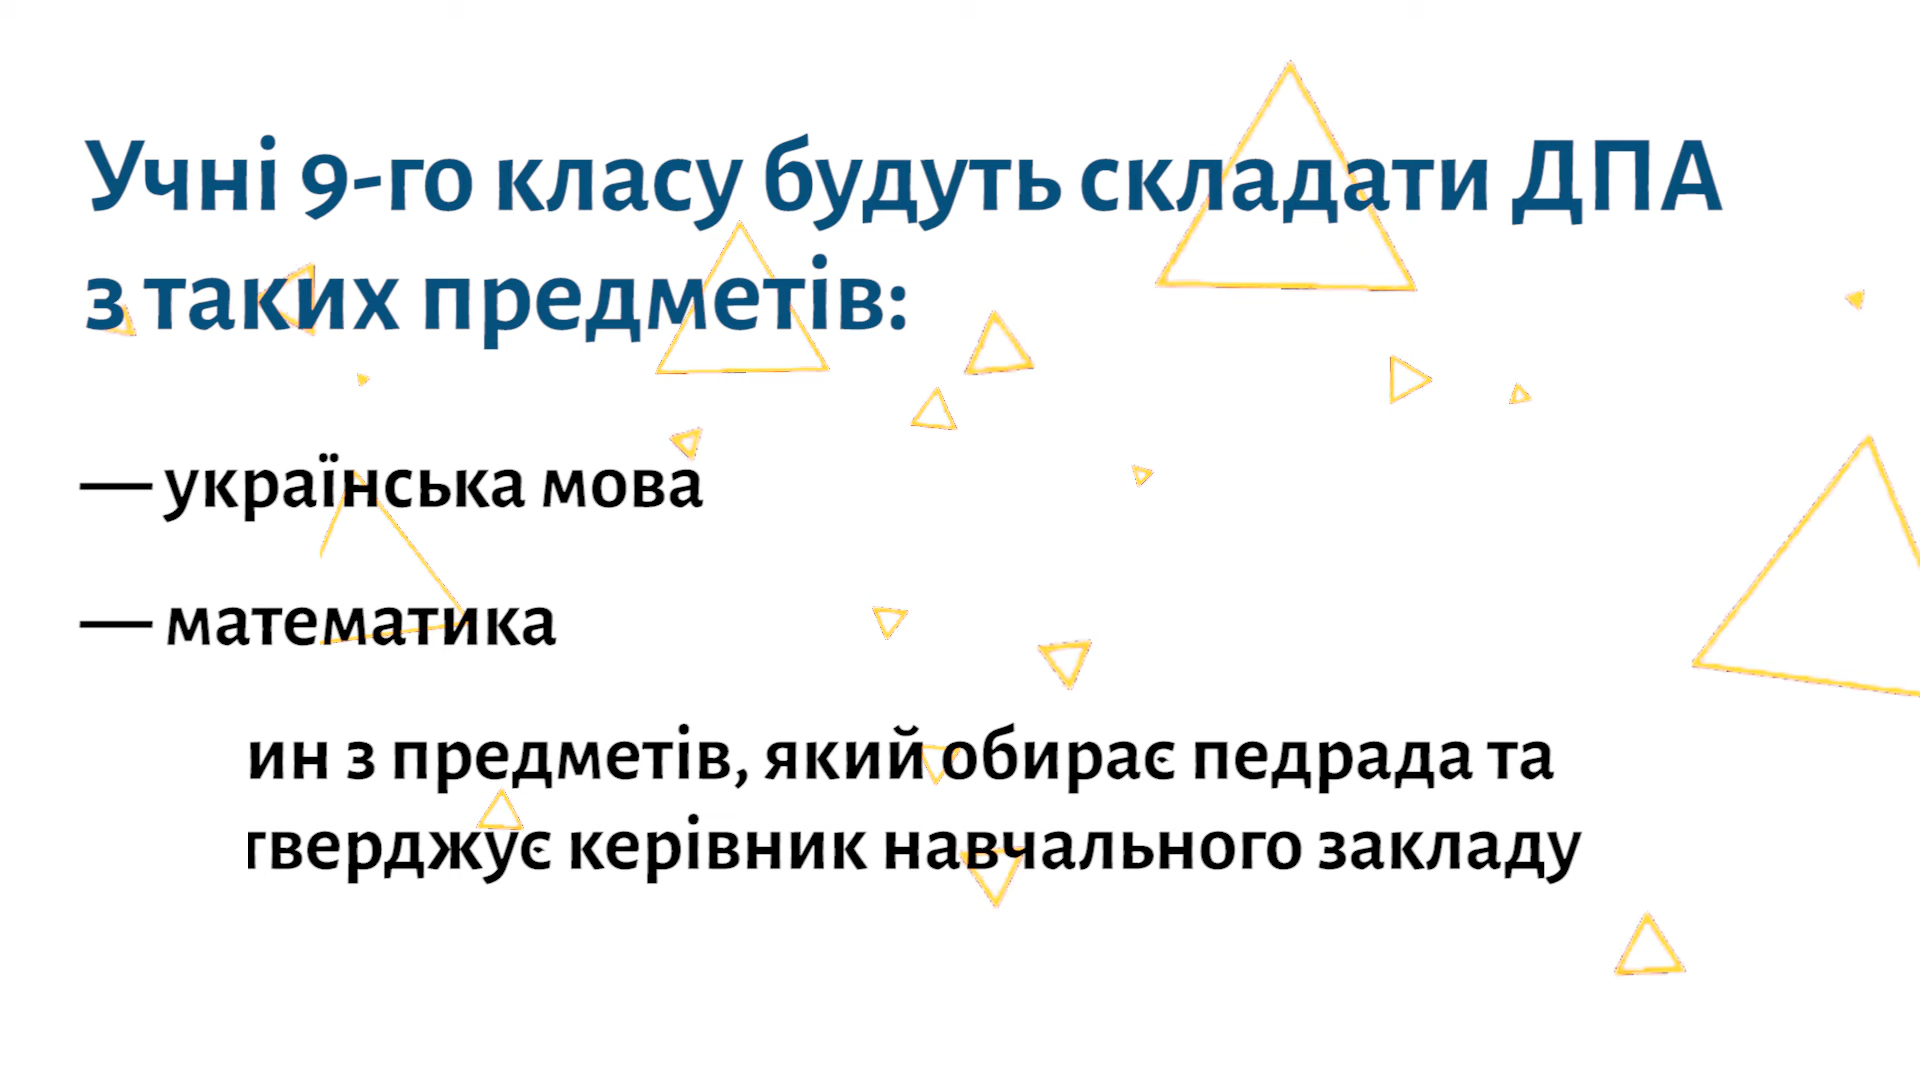 Учні 9-го класу будуть складати ДПА
з таких предметів:
— українська мова
— математика
ин з предметів, який обирає педрада та
тверджує керівник навчального закладу